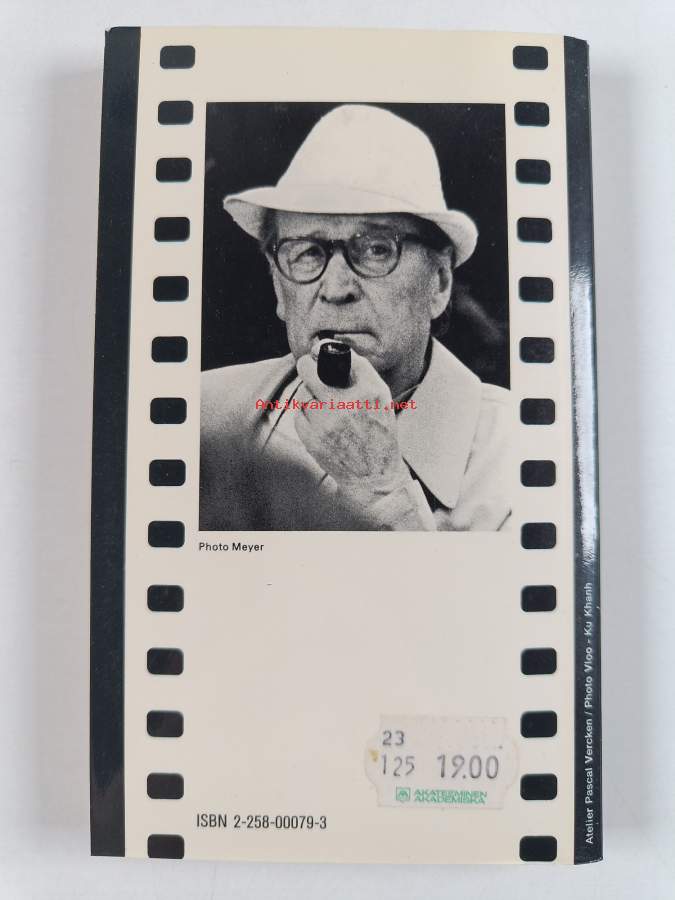 Antikvariaatti.net
Photo Meyer
23
125 19.00
AKATEEMINEN
AKADEMISKA
ISBN 2-258-00079-3
Atelier Pascal Vercken / Photo Vloo - Ku Khanh